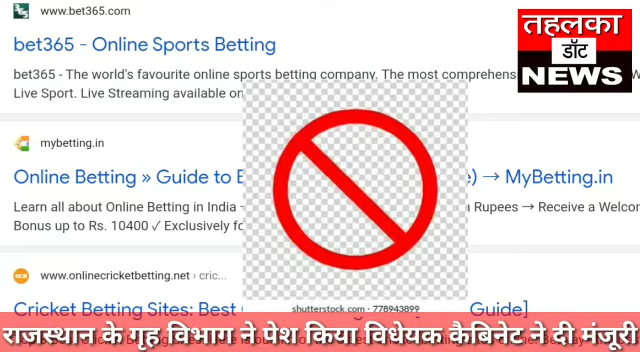 www.bet365.com
तहलका
डॉट
NEWS
bet365 - Online Sports Betting
bet365 - The world's favourite online sports betting company. The most
Live Sport. Live Streaming available on
mybetting.in
Online Betting » Guide to → MyBetting.in
Learn all about Online Betting in India Rupees → Receive a
Bonus up to Rs. 10400 ✓ Exclusively
www.onlinecricketbetting.net › cric...
Cricket Betting Sites: Best Guide]
shutterstock.com · 778943899
राजस्थान के गृह विभाग ने पेश किया विधेयक कैबिनेट ने दी मंजूरी